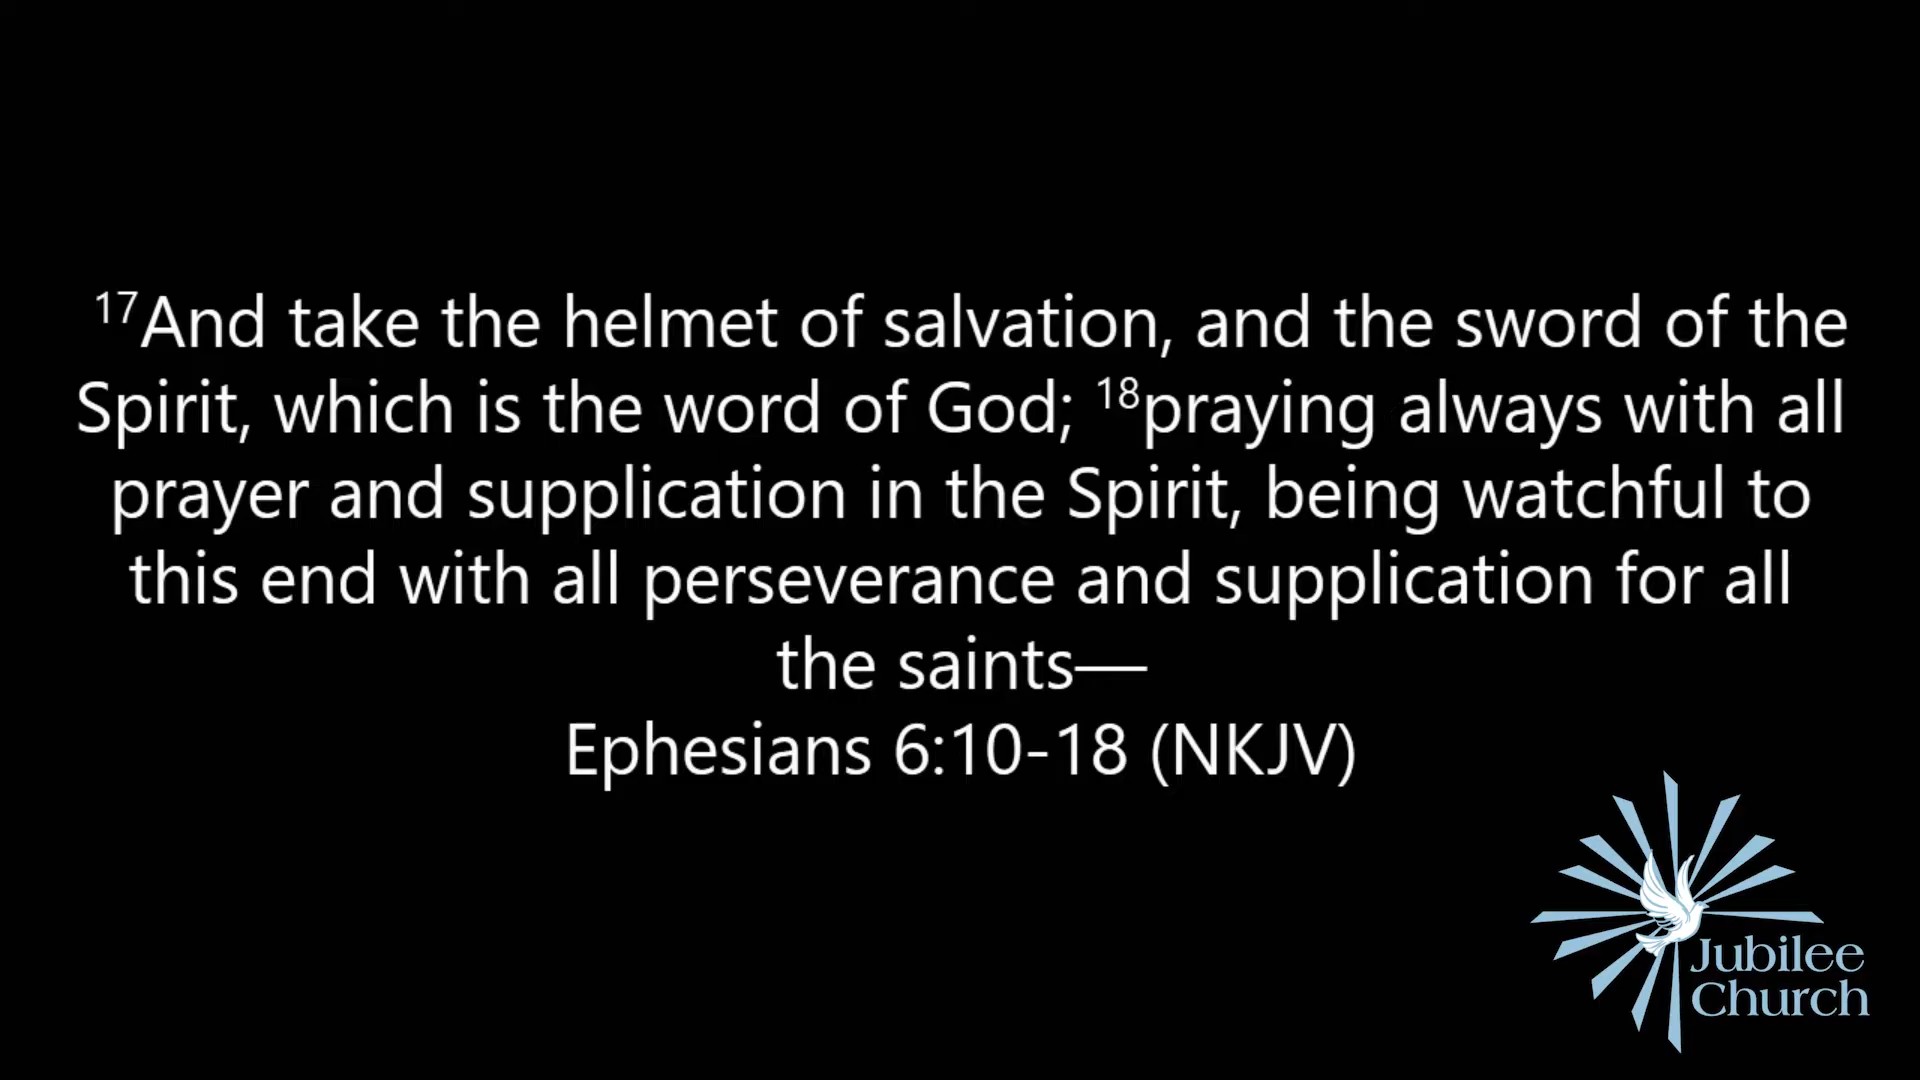 ¹⁷And take the helmet of salvation, and the sword of the
Spirit, which is the word of God; ¹⁸praying always with all
prayer and supplication in the Spirit, being watchful to
this end with all perseverance and supplication for all
the saints—
Ephesians 6:10-18 (NKJV)
Jubilee
Church